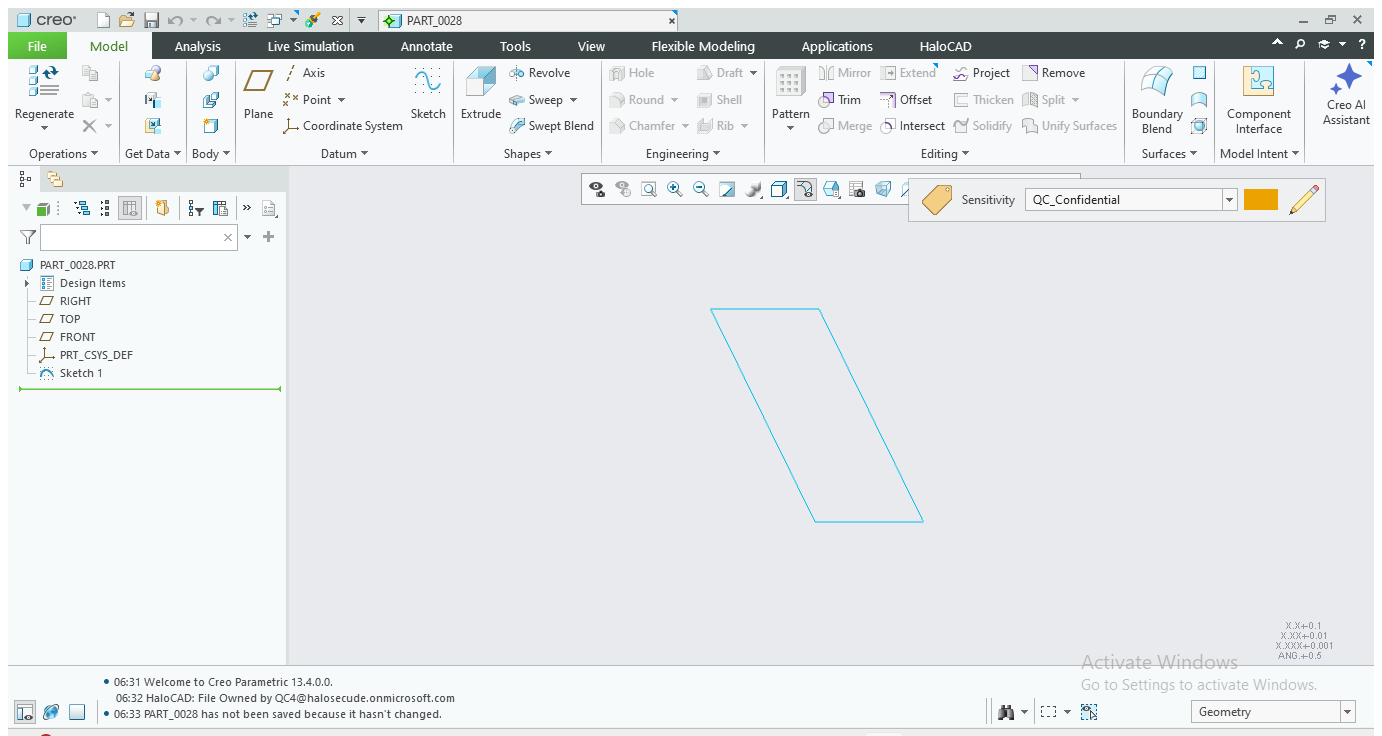 creo® PART_0028
File Model Analysis Live Simulation Annotate Tools View Flexible Modeling Applications HaloCAD
Regenerate
Operations
Get Data
Body
Plane
Axis
Point
Coordinate System
Sketch
Datum
Extrude
Revolve
Sweep
Swept Blend
Shapes
Hole
Round
Chamfer
Draft
Shell
Rib
Engineering
Pattern
Mirror
Trim
Merge
Extend
Offset
Intersect
Project
Thicken
Solidify
Remove
Split
Unify Surfaces
Editing
Boundary
Blend
Surfaces
Component
Interface
Model Intent
Creo AI
Assistant
Sensitivity QC_Confidential
PART_0028.PRT
Design Items
RIGHT
TOP
FRONT
PRT_CSYS_DEF
Sketch 1
X.X+-0.1
X.XX+-0.01
X.XXX+-0.001
ANG.+-0.5
Activate Windows
Go to Settings to activate Windows.
06:31 Welcome to Creo Parametric 13.4.0.0.
06:32 HaloCAD: File Owned by QC4@halosecude.onmicrosoft.com
06:33 PART_0028 has not been saved because it hasn't changed.
Geometry